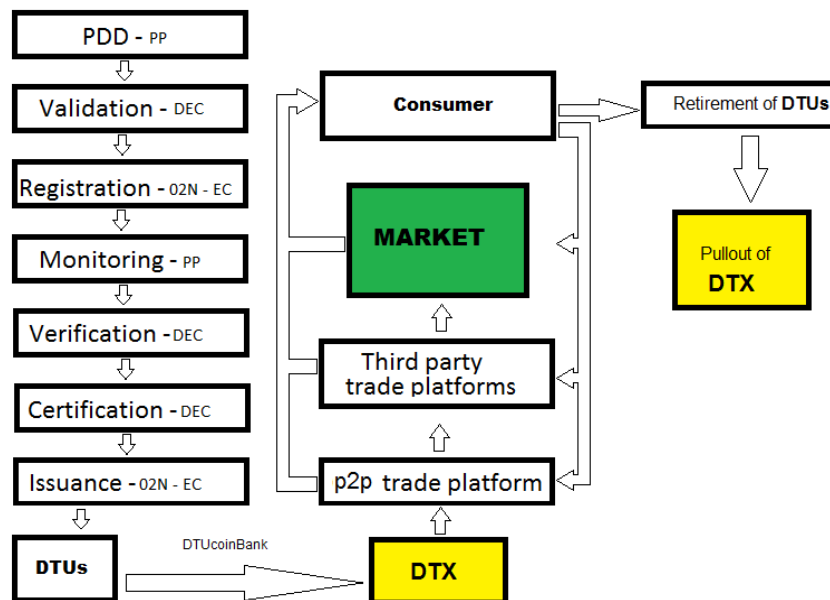 PDD - PP
Validation - DEC
Registration - 02N - EC
Monitoring - PP
Verification - DEC
Certification - DEC
Issuance - 02N - EC
DTUs
DTUcoinBank
DTX
p2p trade platform
Third party
trade platforms
MARKET
Consumer
Retirement of DTUs
Pullout of
DTX